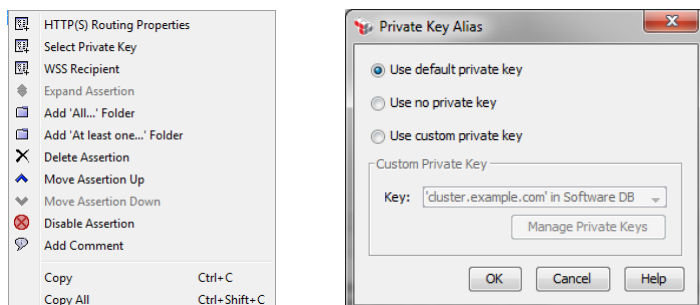 HTTP(S) Routing Properties
Select Private Key
WSS Recipient
Expand Assertion
Add 'All...' Folder
Add 'At least one...' Folder
Delete Assertion
Move Assertion Up
Move Assertion Down
Disable Assertion
Add Comment
Copy Ctrl+C
Copy All Ctrl+Shift+C
Private Key Alias
Use default private key
Use no private key
Use custom private key
Custom Private Key
Key: 'cluster.example.com' in Software DB
Manage Private Keys
OK Cancel Help